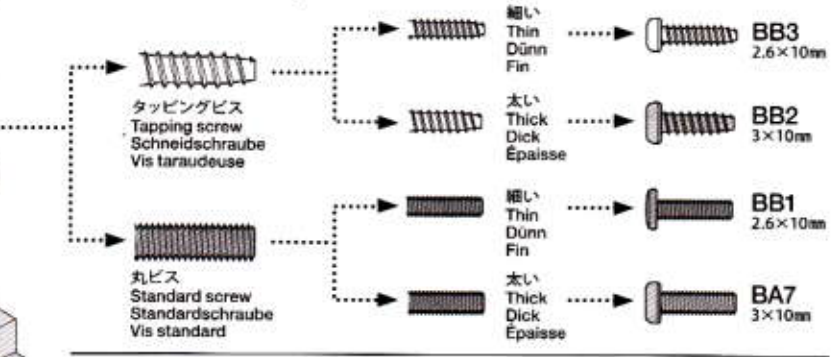 細い
Thin
Dünn
Fin
BB3
2.6×10mm
タッピングビス
Tapping screw
Schneidschraube
Vis taraudeuse
太い
Thick
Dick
Épaisse
BB2
3×10mm
細い
Thin
Dünn
Fin
BB1
2.6×10mm
丸ビス
Standard screw
Standardschraube
Vis standard
太い
Thick
Dick
Épaisse
BA7
3×10mm